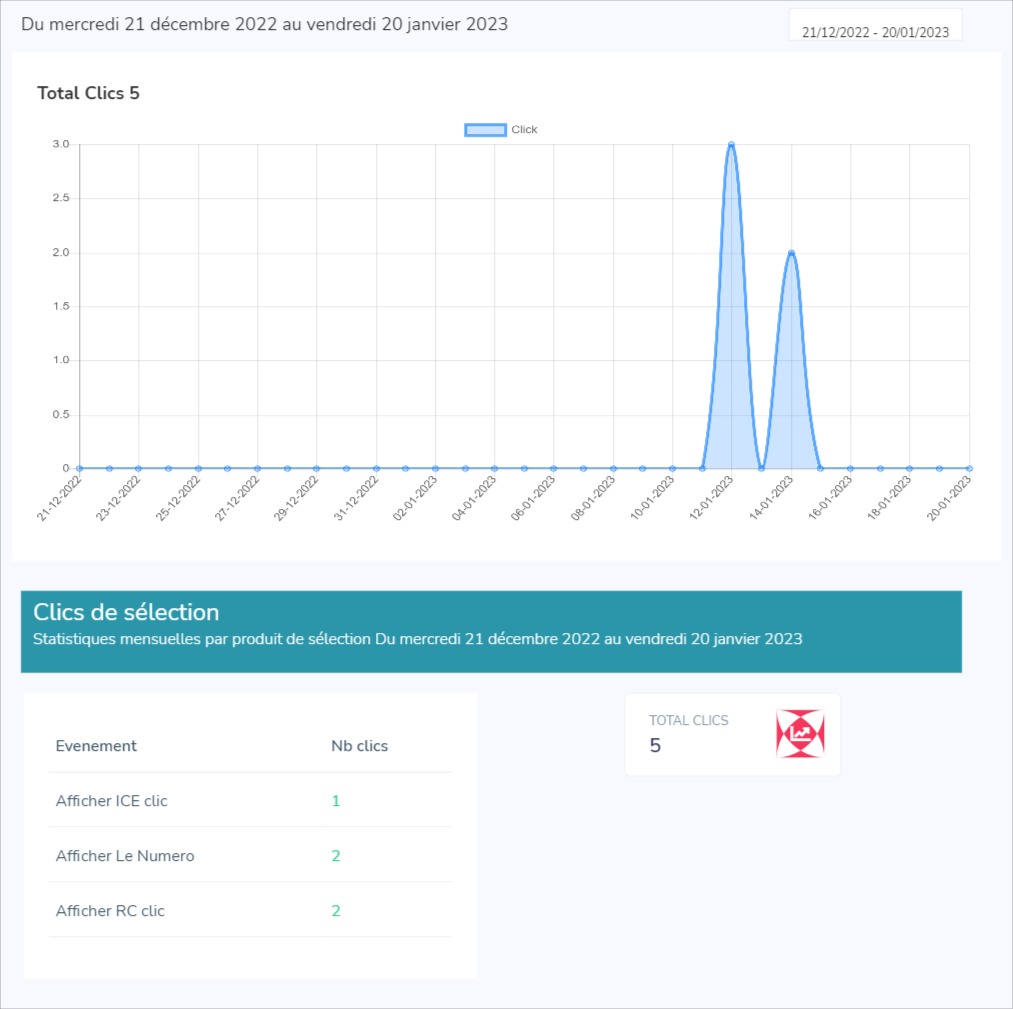 Du mercredi 21 décembre 2022 au vendredi 20 janvier 2023
21/12/2022 - 20/01/2023
Total Clics 5
Click
3.0
2.5
2.0
1.5
1.0
0.5
0
21-12-2022 23-12-2022 25-12-2022 27-12-2022 29-12-2022 31-12-2022 02-01-2023 04-01-2023 06-01-2023 08-01-2023 10-01-2023 12-01-2023 14-01-2023 16-01-2023 18-01-2023 20-01-2023
Clics de sélection
Statistiques mensuelles par produit de sélection Du mercredi 21 décembre 2022 au vendredi 20 janvier 2023
Evenement Nb clics
Afficher ICE clic 1
Afficher Le Numero 2
Afficher RC clic 2
TOTAL CLICS
5